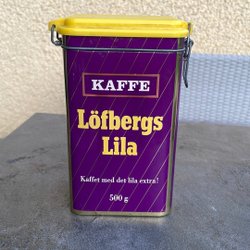 KAFFE
Löfbergs
Lila
Kaffet med det lila extra!
500 g